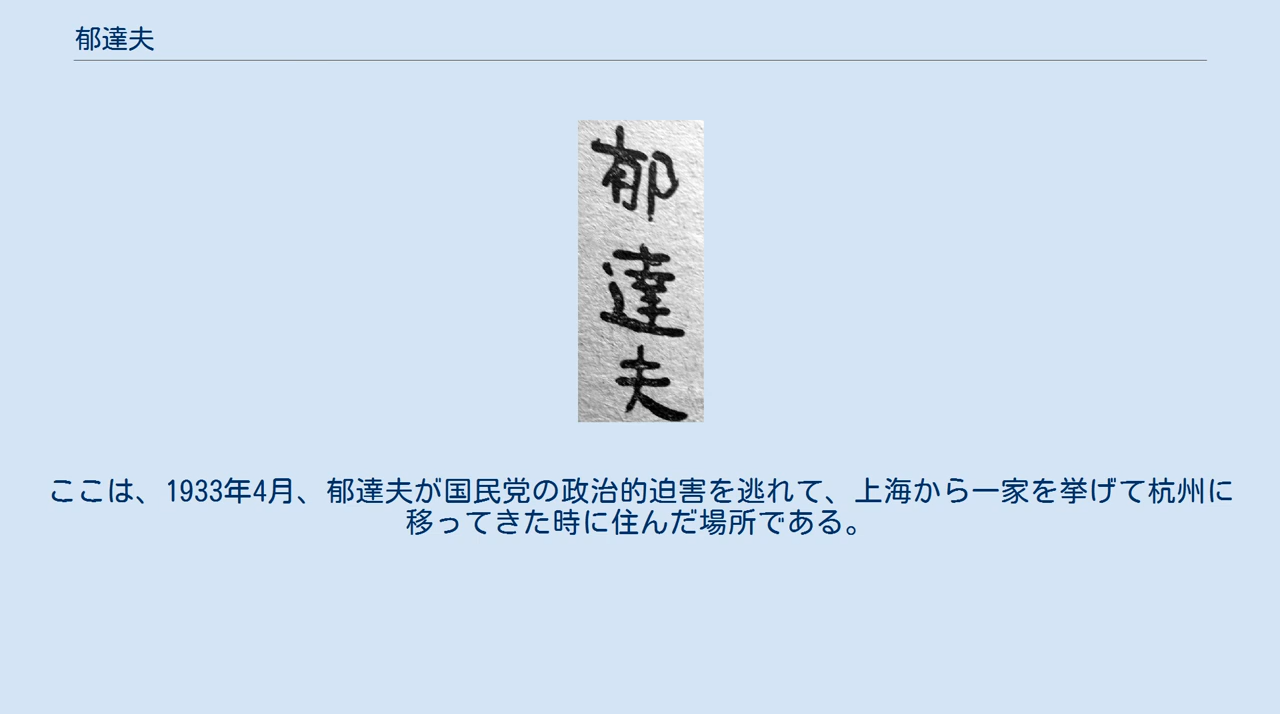 郁達夫
郁達夫
ここは、1933年4月、郁達夫が国民党の政治的迫害を逃れて、上海から一家を挙げて杭州に
移ってきた時に住んだ場所である。